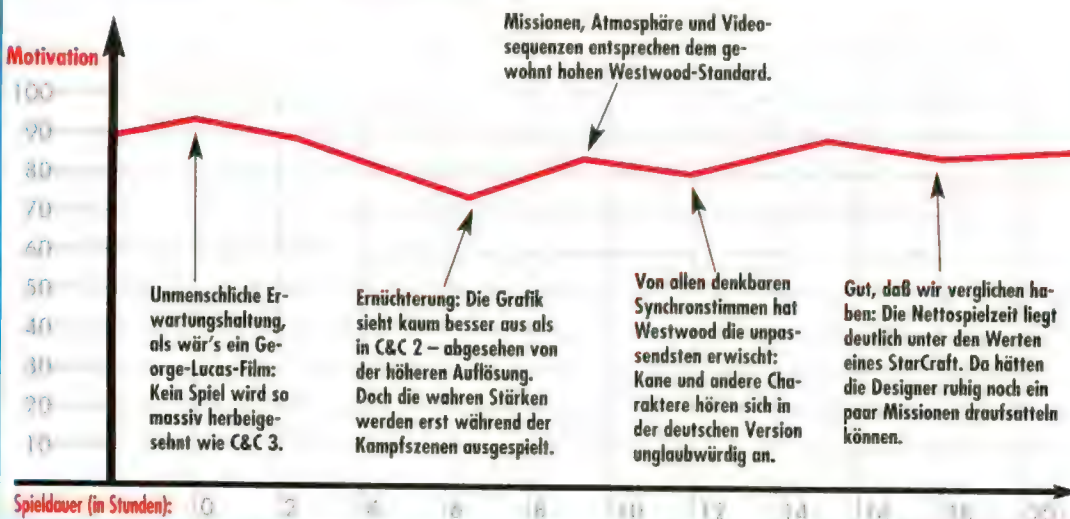 Missionen, Atmosphäre und Video-
sequenzen entsprechen dem ge-
wohnt hohen Westwood-Standard.
Motivation
100
90
80
70
60
50
40
30
20
10
Unmenschliche Er-
wartungshaltung,
als wär's ein Ge-
orge-Lucas-Film:
Kein Spiel wird so
massiv herbeige-
sehnt wie C&C 3.
Ernüchterung: Die Grafik
sieht kaum besser aus als
in C&C 2 – abgesehen von
der höheren Auflösung.
Doch die wahren Stärken
werden erst während der
Kampfszenen ausgespielt.
Von allen denkbaren
Synchronstimmen hat
Westwood die unpas-
sendsten erwischt:
Kane und andere Cha-
raktere hören sich in
der deutschen Version
unglaubwürdig an.
Gut, daß wir verglichen ha-
ben: Die Nettospielzeit liegt
deutlich unter den Werten
eines StarCraft. Da hätten
die Designer ruhig noch ein
paar Missionen draufsatteln
können.
Spieldauer (in Stunden): 0 2 4 6 8 10 12 14 16 18 20